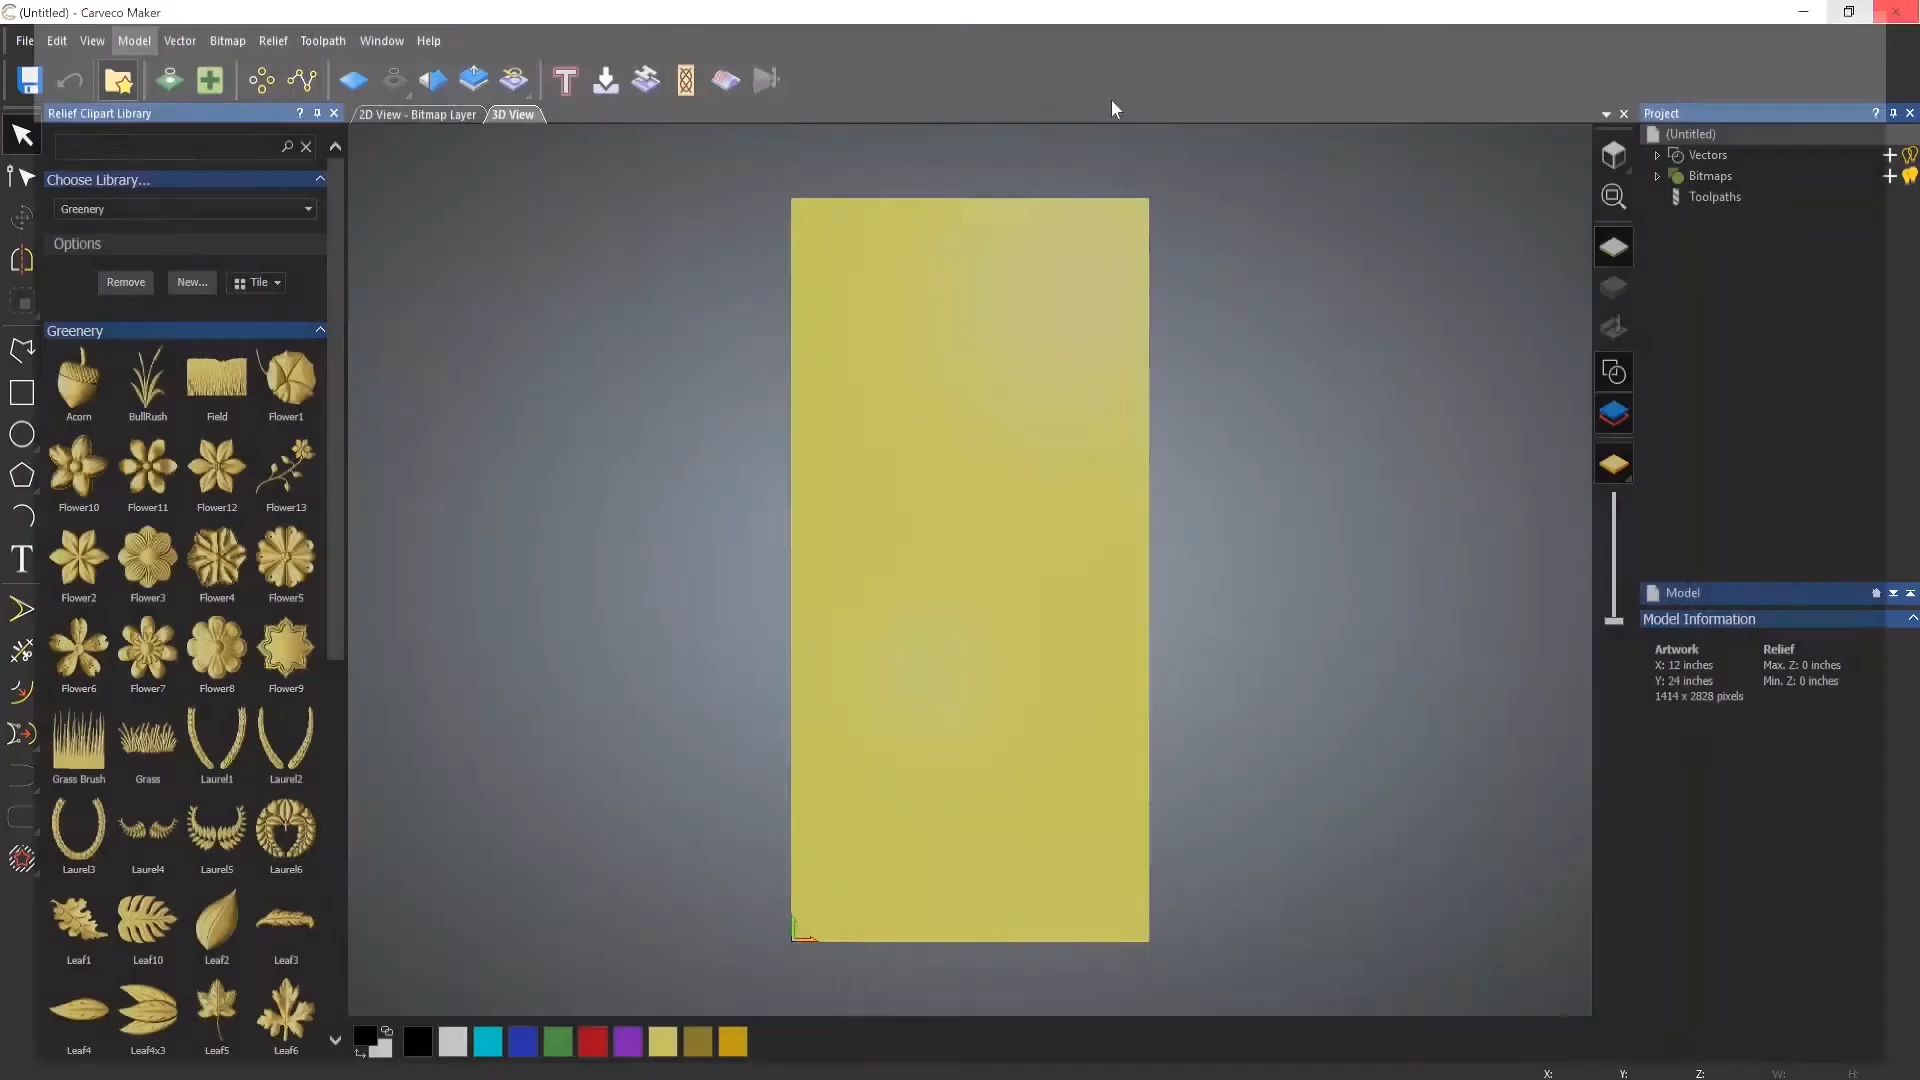 (Untitled) - Carveco Maker
File Edit View Model Vector Bitmap Relief Toolpath Window Help
Relief Clipart Library ?
2D View - Bitmap Layer 3D View
Choose Library...
Greenery
Options
Remove New... Tile
Greenery
Acorn BullRush Field Flower1
Flower10 Flower11 Flower12 Flower13
Flower2 Flower3 Flower4 Flower5
Flower6 Flower7 Flower8 Flower9
Grass Brush Grass Laurel1 Laurel2
Laurel3 Laurel4 Laurel5 Laurel6
Leaf1 Leaf10 Leaf2 Leaf3
Leaf4 Leaf4x3 Leaf5 Leaf6
Project ?
(Untitled)
Vectors
Bitmaps
Toolpaths
Model
Model Information
Artwork Relief
X: 12 inches Max. Z: 0 inches
Y: 24 inches Min. Z: 0 inches
1414 x 2828 pixels
X: Y: Z: W: H: